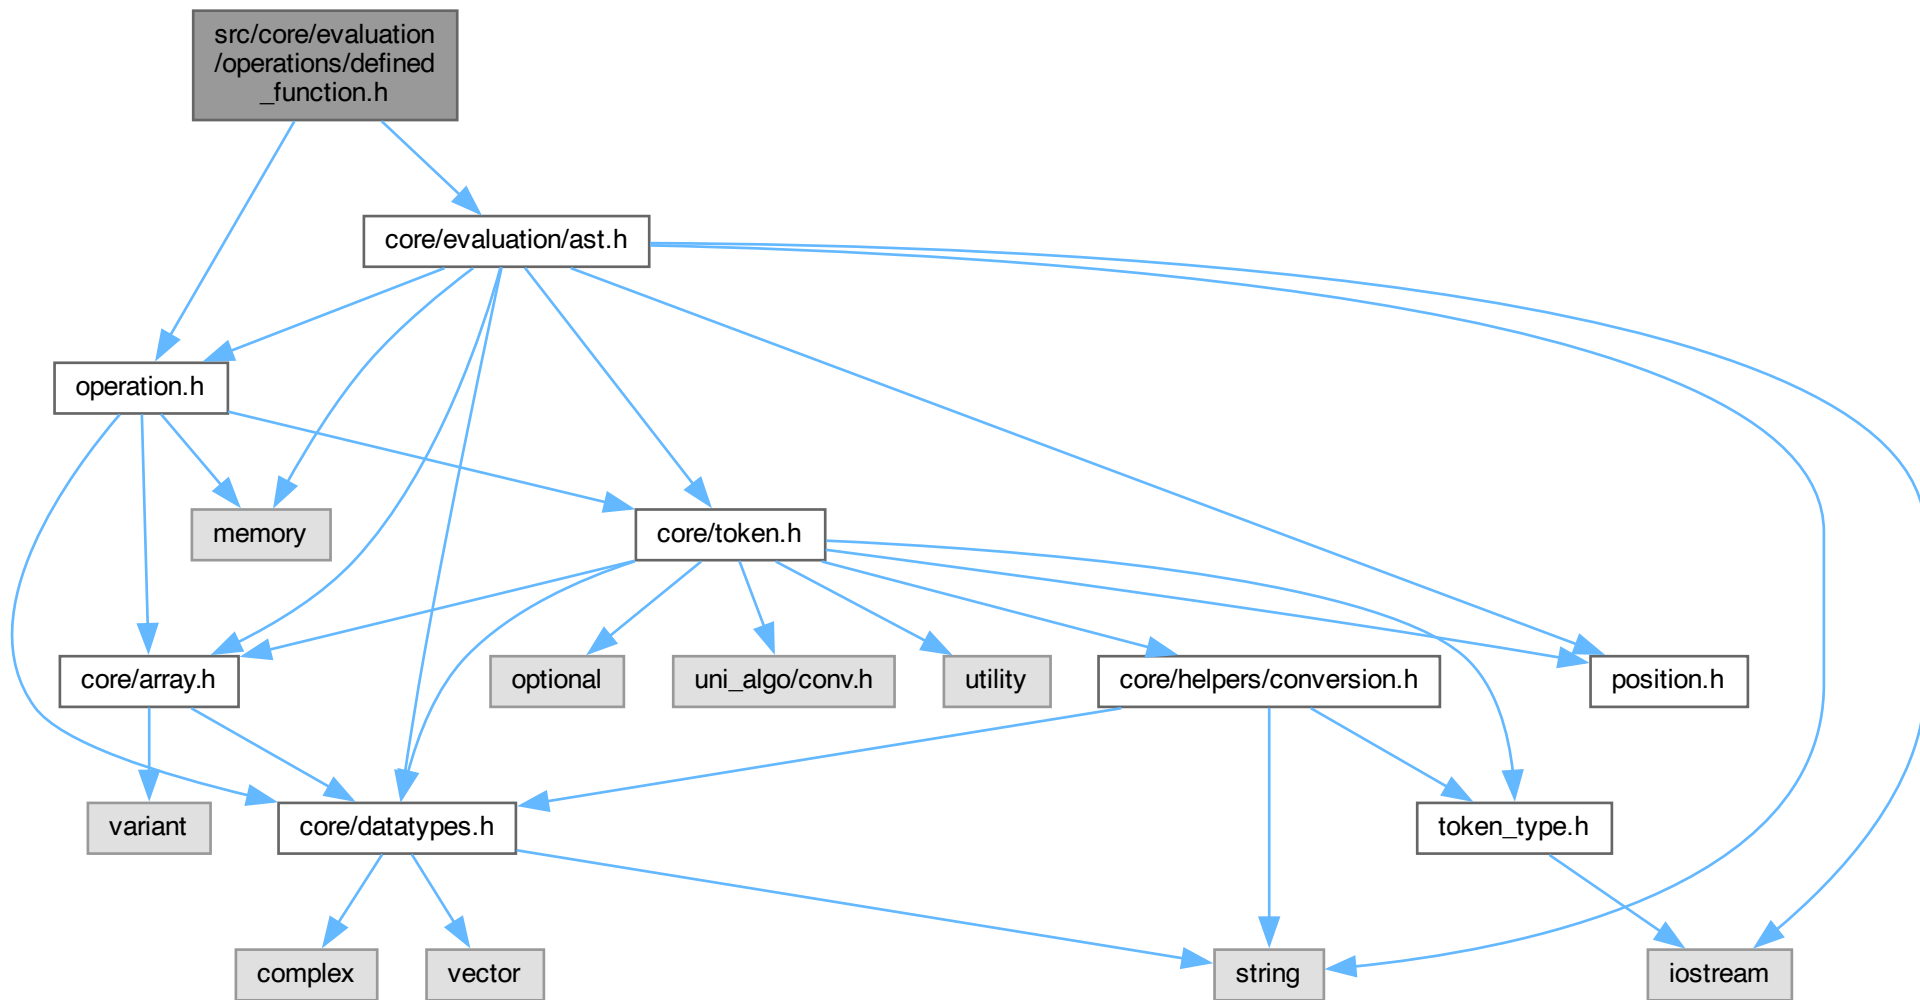 src/core/evaluation
/operations/defined
_function.h
core/evaluation/ast.h
operation.h
memory
core/token.h
core/array.h
optional
uni_algo/conv.h
utility
core/helpers/conversion.h
position.h
variant
core/datatypes.h
token_type.h
complex
vector
string
iostream